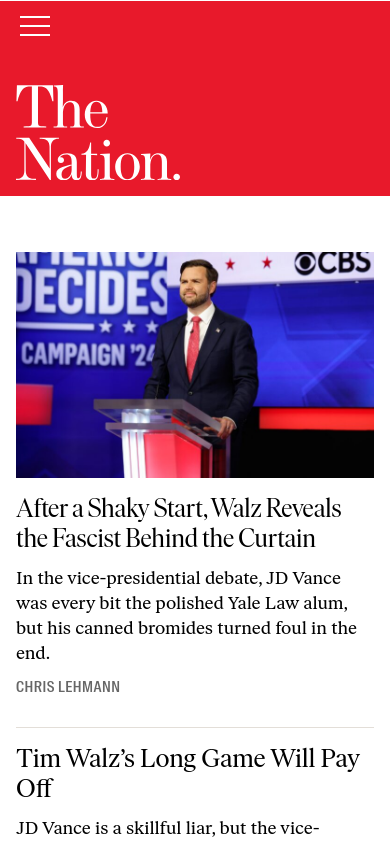 The
Nation.
AMERICA
CBS
DECIDES
CAMPAIGN '24
After a Shaky Start, Walz Reveals
the Fascist Behind the Curtain
In the vice-presidential debate, JD Vance
was every bit the polished Yale Law alum,
but his canned bromides turned foul in the
end.
CHRIS LEHMANN
Tim Walz’s Long Game Will Pay
Off
JD Vance is a skillful liar, but the vice-